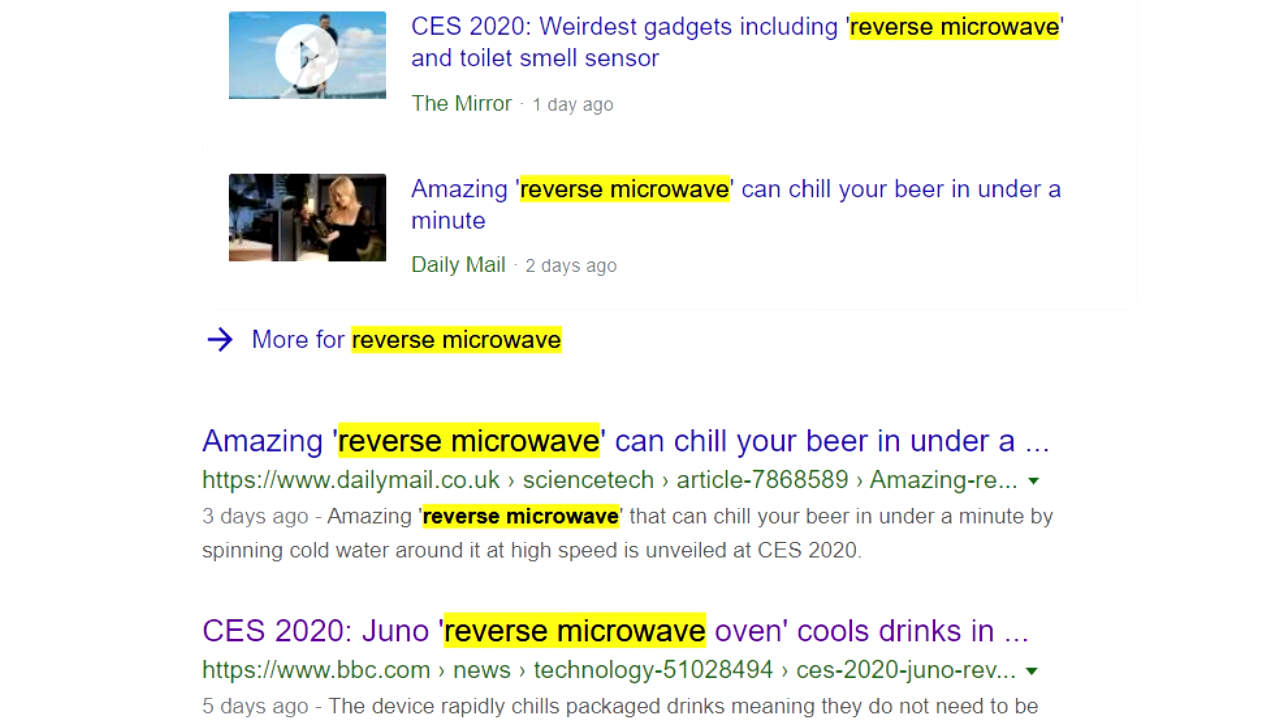 CES 2020: Weirdest gadgets including 'reverse microwave'
and toilet smell sensor
The Mirror · 1 day ago
Amazing 'reverse microwave' can chill your beer in under a
minute
Daily Mail · 2 days ago
→ More for reverse microwave
Amazing 'reverse microwave' can chill your beer in under a ...
https://www.dailymail.co.uk › sciencetech › article-7868589 › Amazing-re...
3 days ago - Amazing 'reverse microwave' that can chill your beer in under a minute by
spinning cold water around it at high speed is unveiled at CES 2020.
CES 2020: Juno 'reverse microwave oven' cools drinks in ...
https://www.bbc.com › news › technology-51028494 › ces-2020-juno-rev...
5 days ago - The device rapidly chills packaged drinks meaning they do not need to be